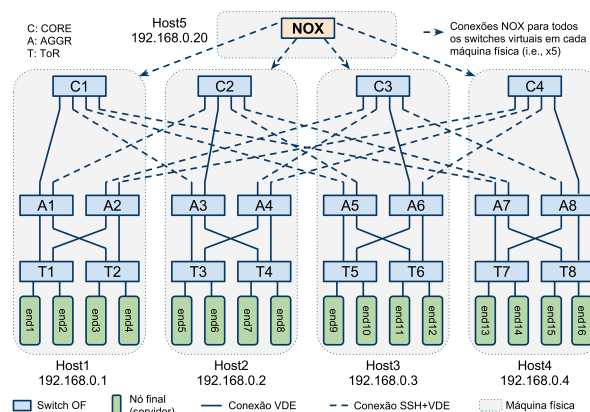 C: CORE
A: AGGR
T: ToR
Host5
192.168.0.20
NOX
Conexões NOX para todos
os switches virtuais em cada
máquina física (i.e., x5)
C1 C2 C3 C4
A1 A2 A3 A4 A5 A6 A7 A8
T1 T2 T3 T4 T5 T6 T7 T8
end1 end2 end3 end4 end5 end6 end7 end8 end9 end10 end11 end12 end13 end14 end15 end16
Host1 Host2 Host3 Host4
192.168.0.1 192.168.0.2 192.168.0.3 192.168.0.4
Switch OF
Nó final
(servidor)
Conexão VDE
Conexão SSH+VDE
Máquina física